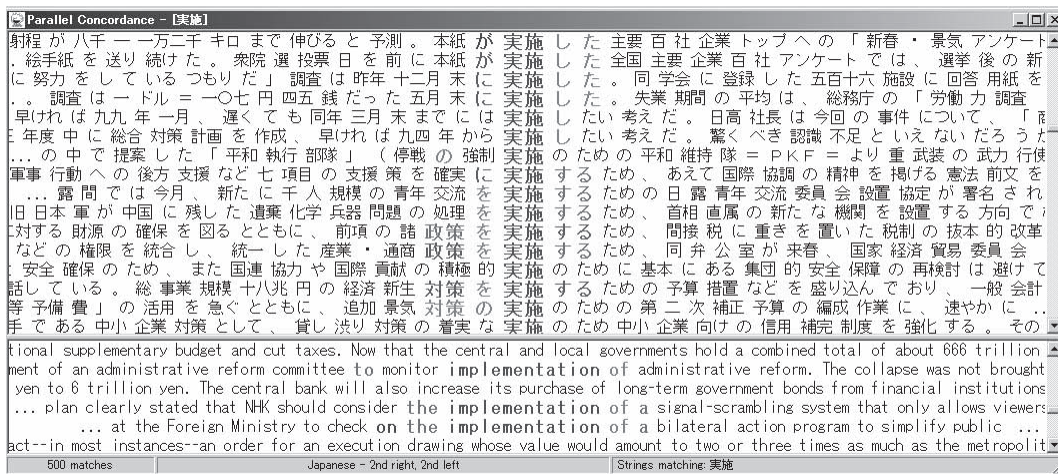 Parallel Concordance - [実施]
射程 が 八千 一 一万二千 キロ まで 伸びる と 予測 。 本紙 が 実施 し た 主要 百 社 企業 トップ へ の 「 新春 ・ 景気 アンケート
. 絵手紙 を 送り 続け た 。 衆院 選 投票 日 を 前 に 本紙 が 実施 し た 全国 主要 企業 百 社 アンケート で は 、 選挙 後 の 新
に 努力 を し て いる つもり だ 」 調査 は 昨年 十二月 末 に 実施 し た 。 同 学会 に 登録 し た 五百十六 施設 に 回答 用紙 を
. 。 調査 は 一 ドル = 一〇七 円 四五 銭 だっ た 五月 末 に 実施 し た 。 失業 期間 の 平均 は 、 総務庁 の 「 労働 力 調査
早けれ ば 九九 年 一月 、 遅く て も 同年 三月 末 まで に は 実施 し たい 考え だ 。 日高 社長 は 今回 の 事件 に つい て 、 「
年度 中 に 総合 対策 計画 を 作成 、 早けれ ば 九四 年 から 実施 し たい 考え だ 。 驚く べき 認識 不足 と いえ ない だろ う
... の 中 で 提案 し た 「 平和 執行 部隊 」 ( 停戦 の 強制 実施 の ため の 平和 維持 隊 = PKF = より 重 武装 の 武力 行使
軍事 行動 へ の 後方 支援 など 七 項目 の 支援 策 を 確実 に 実施 する ため 、 あえて 国際 協調 の 精神 を 掲げる 憲法 前文 を
... 露 間 で は 今月 、 新た に 千 人 規模 の 青年 交流 を 実施 する ため の 日 露 青年 交流 委員 会 設置 協定 が 署名 さ れ
旧 日本 軍 が 中国 に 残し た 遺棄 化学 兵器 問題 の 処理 を 実施 する ため 、 首相 直属 の 新た な 機関 を 設置 する 方向 で
に対する 財源 の 確保 を 図る とともに 、 前項 の 諸 政策 を 実施 する ため 、 間接 税 に 重き を 置い た 税制 の 抜本 的 改革
など の 権限 を 統合 し 、 統一 し た 産業 ・ 通商 政策 を 実施 する ため 、 同 弁 公 室 が 来春 、 国家 経済 貿易 委員 会
安全 確保 の ため 、 また 国連 協力 や 国際 貢献 の 積極 的 実施 の ため に 基本 に ある 集団 的 安全 保障 の 再検討 は 避け て
話し て いる 。 総 事業 規模 十八兆 円 の 経済 新生 対策 を 実施 する ため の 予算 措置 など を 盛り込ん で おり 、 一般 会計
等 予備 費 」 の 活用 を 急ぐ とともに 、 追加 景気 対策 の 実施 の ため の 第 二 次 補正 予算 の 編成 作業 に 、 速やか に ...
手 で ある 中小 企業 対策 として 、 貸し 渋り 対策 の 着実 な 実施 の ため 中小 企業 向け の 信用 補完 制度 を 強化 する 。 その
tional supplementary budget and cut taxes. Now that the central and local governments hold a combined total of about 666 trillion
ment of an administrative reform committee to monitor implementation of administrative reform. The collapse was not brought
yen to 6 trillion yen. The central bank will also increase its purchase of long-term government bonds from financial institutions
... plan clearly stated that NHK should consider the implementation of a signal-scrambling system that only allows viewers
... at the Foreign Ministry to check on the implementation of a bilateral action program to simplify public ...
act--in most instances--an order for an execution drawing whose value would amount to two or three times as much as the metropolit
500 matches Japanese - 2nd right, 2nd left Strings matching: 実施